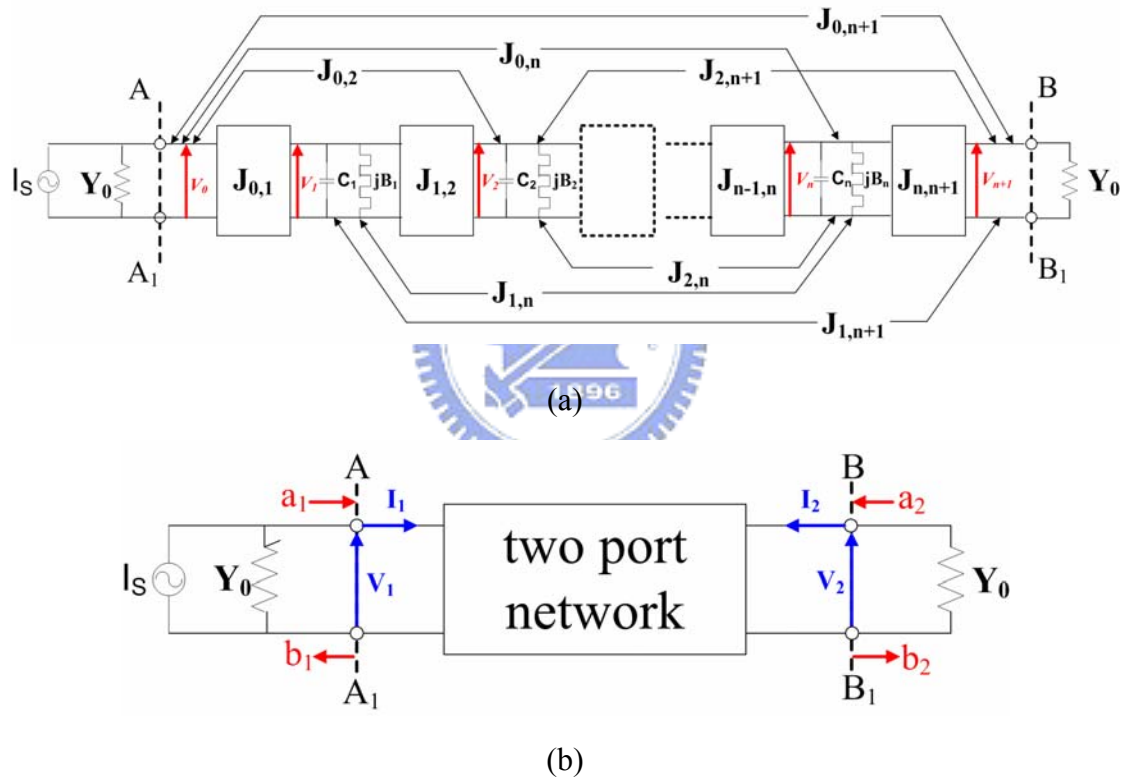 J0,n+1
J0,n
J0,2 J2,n+1
A B
IS Y0 V0 J0,1 V1 C1 jB1 J1,2 V2 C2 jB2 Jn-1,n Vn Cn jBn Jn,n+1 Vn+1 Y0
A1 B1
J2,n
J1,n
J1,n+1
1896
(a)
A B
a1 I1 I2 a2
IS Y0 V1 two port network V2 Y0
b1 b2
A1 B1
(b)